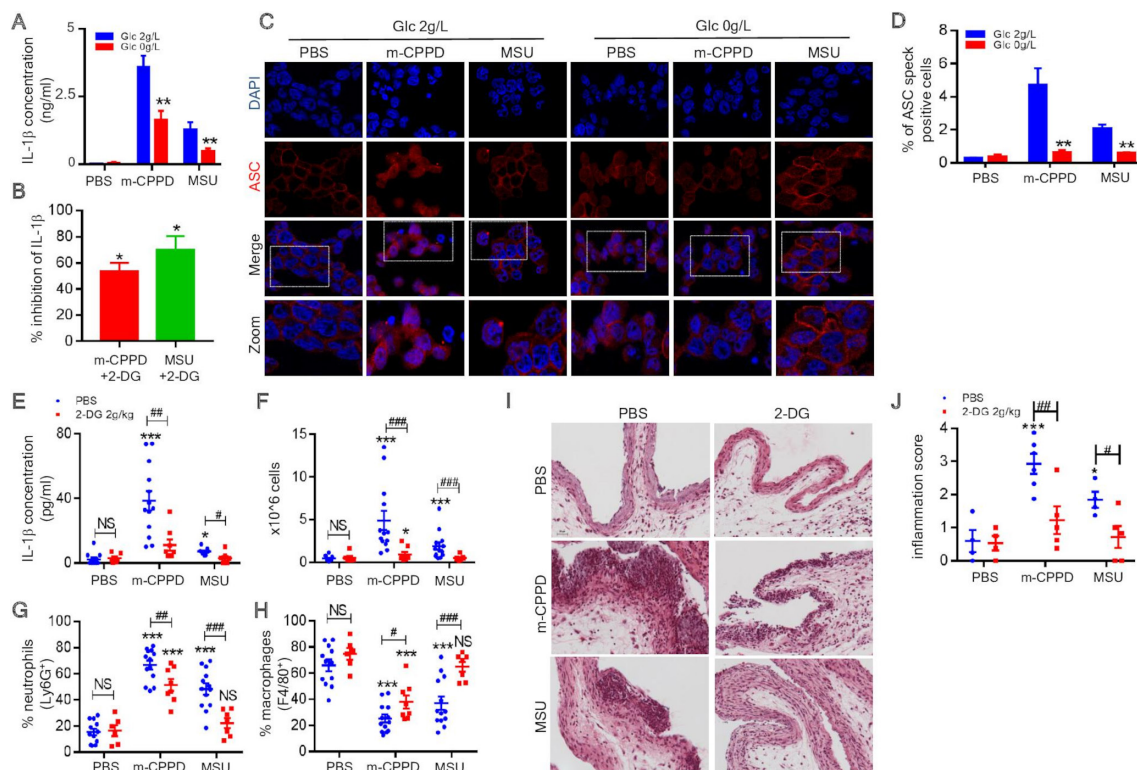 A
Glc 2g/L
Glc 0g/L
IL-1β concentration
(ng/ml)
5
2.5
0
PBS m-CPPD MSU
**
**
B
% inhibition of IL-1β
100
80
60
40
20
0
*
*
m-CPPD
+2-DG
MSU
+2-DG
C
Glc 2g/L
Glc 0g/L
PBS m-CPPD MSU PBS m-CPPD MSU
DAPI
ASC
Merge
Zoom
D
Glc 2g/L
Glc 0g/L
% of ASC speck
positive cells
8
6
4
2
0
**
**
PBS m-CPPD MSU
E
PBS
2-DG 2g/kg
IL-1β concentration
(pg/ml)
80
40
0
NS
##
***
#
*
PBS m-CPPD MSU
F
x10^6 cells
15
10
5
0
NS
###
***
*
###
***
PBS m-CPPD MSU
G
% neutrophils
(Ly6G⁺)
100
80
60
40
20
0
NS
##
***
***
###
***
NS
PBS m-CPPD MSU
H
% macrophages
(F4/80⁺)
100
80
60
40
20
0
NS
#
***
***
###
***
NS
PBS m-CPPD MSU
I
PBS
2-DG
PBS
m-CPPD
MSU
J
PBS
2-DG 2g/kg
inflammation score
4
3
2
1
0
##
***
#
*
PBS m-CPPD MSU